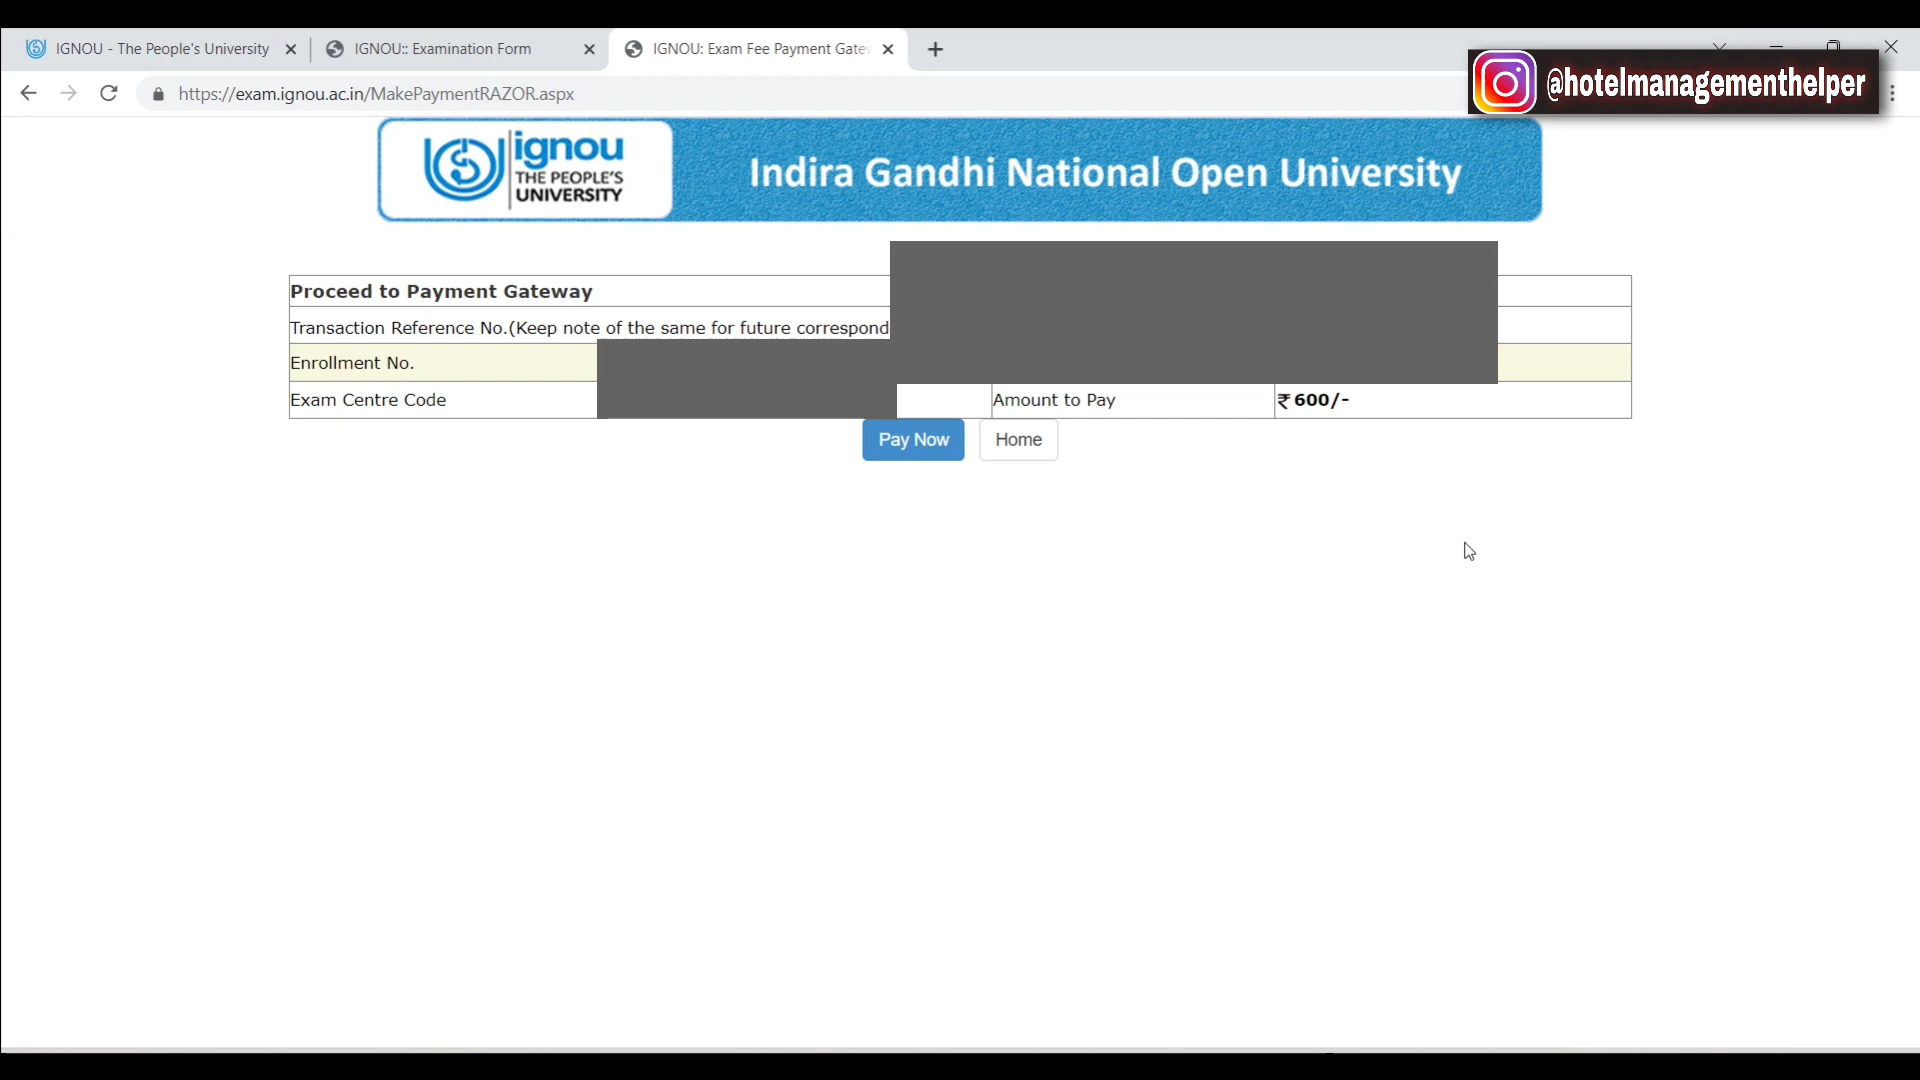 IGNOU - The People's University
IGNOU:: Examination Form
IGNOU: Exam Fee Payment Gate
https://exam.ignou.ac.in/MakePaymentRAZOR.aspx
@hotelmanagementhelper
ignou
THE PEOPLE'S
UNIVERSITY
Indira Gandhi National Open University
Proceed to Payment Gateway
Transaction Reference No.(Keep note of the same for future correspond
Enrollment No.
Exam Centre Code
Amount to Pay
₹ 600/-
Pay Now
Home